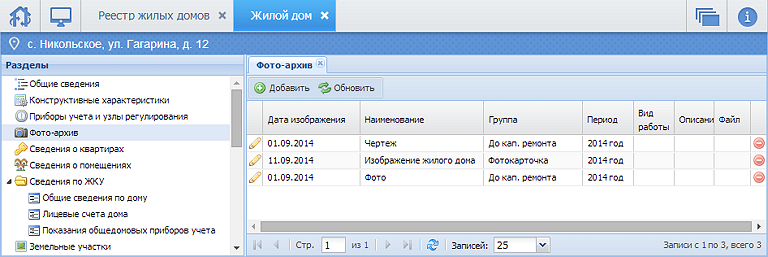 Реестр жилых домов
Жилой дом
с. Никольское, ул. Гагарина, д. 12
Разделы
Общие сведения
Конструктивные характеристики
Приборы учета и узлы регулирования
Фото-архив
Сведения о квартирах
Сведения о помещениях
Сведения по ЖКУ
Общие сведения по дому
Лицевые счета дома
Показания общедомовых приборов учета
Земельные участки
Фото-архив
Добавить Обновить
Дата изображения Наименование Группа Период Вид работы Описани Файл
01.09.2014 Чертеж До кап. ремонта 2014 год
11.09.2014 Изображение жилого дома Фотокарточка 2014 год
01.09.2014 Фото До кап. ремонта 2014 год
Стр. 1 из 1 Записей: 25 Записи с 1 по 3, всего 3